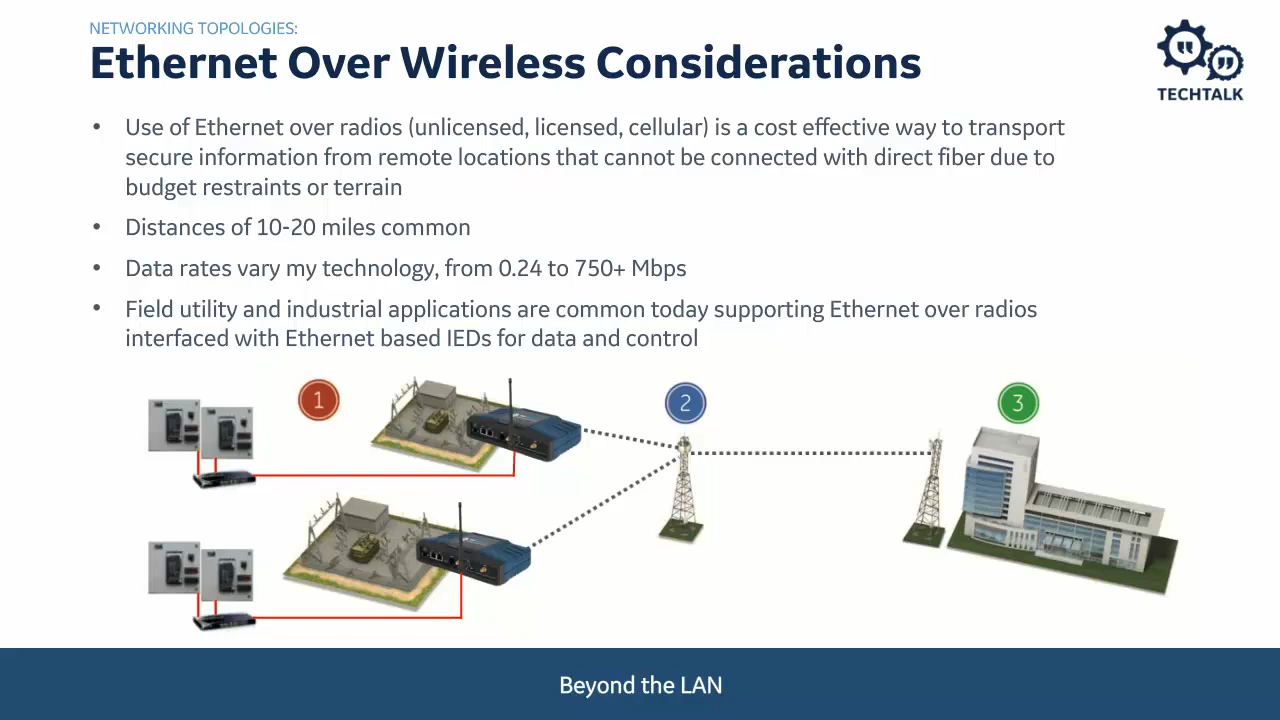 NETWORKING TOPOLOGIES:
Ethernet Over Wireless Considerations
TECHTALK
• Use of Ethernet over radios (unlicensed, licensed, cellular) is a cost effective way to transport
secure information from remote locations that cannot be connected with direct fiber due to
budget restraints or terrain
• Distances of 10-20 miles common
• Data rates vary my technology, from 0.24 to 750+ Mbps
• Field utility and industrial applications are common today supporting Ethernet over radios
interfaced with Ethernet based IEDs for data and control
1
2
3
Beyond the LAN